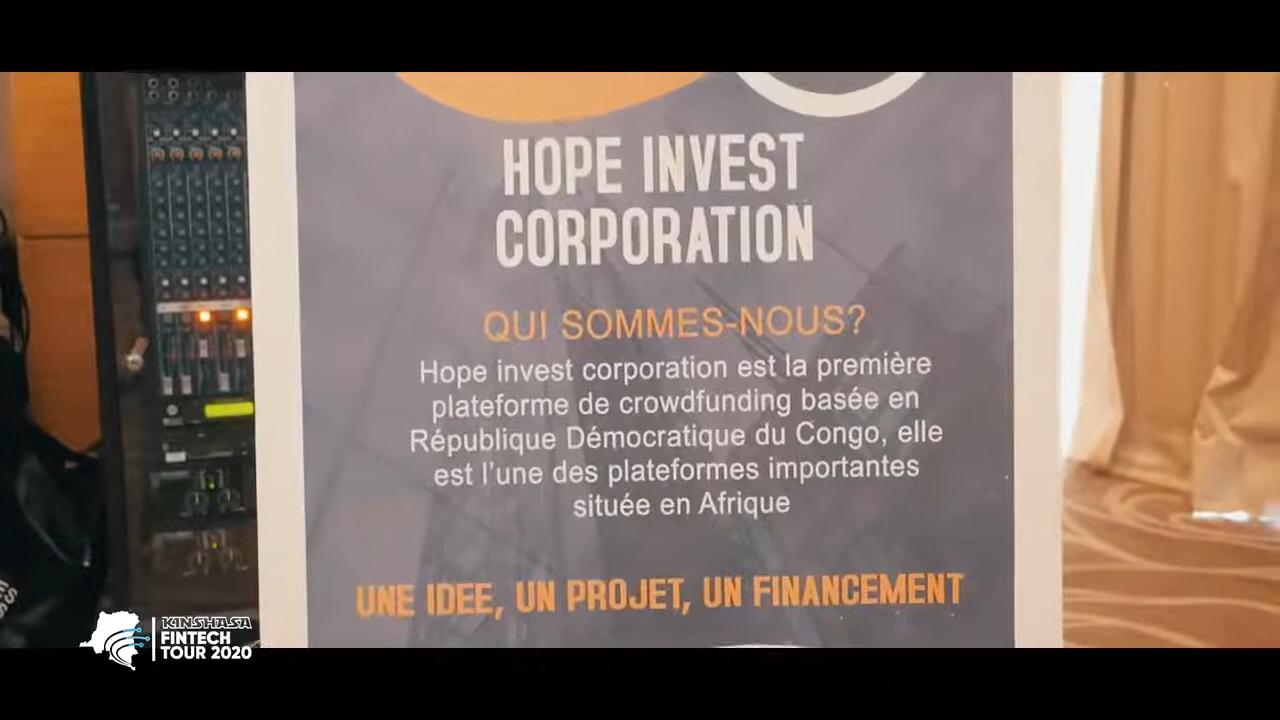 HOPE INVEST
CORPORATION
QUI SOMMES-NOUS?
Hope invest corporation est la première
plateforme de crowdfunding basée en
République Démocratique du Congo, elle
est l'une des plateformes importantes
située en Afrique
UNE IDEE, UN PROJET, UN FINANCEMENT
KINSHASA
FINTECH
TOUR 2020